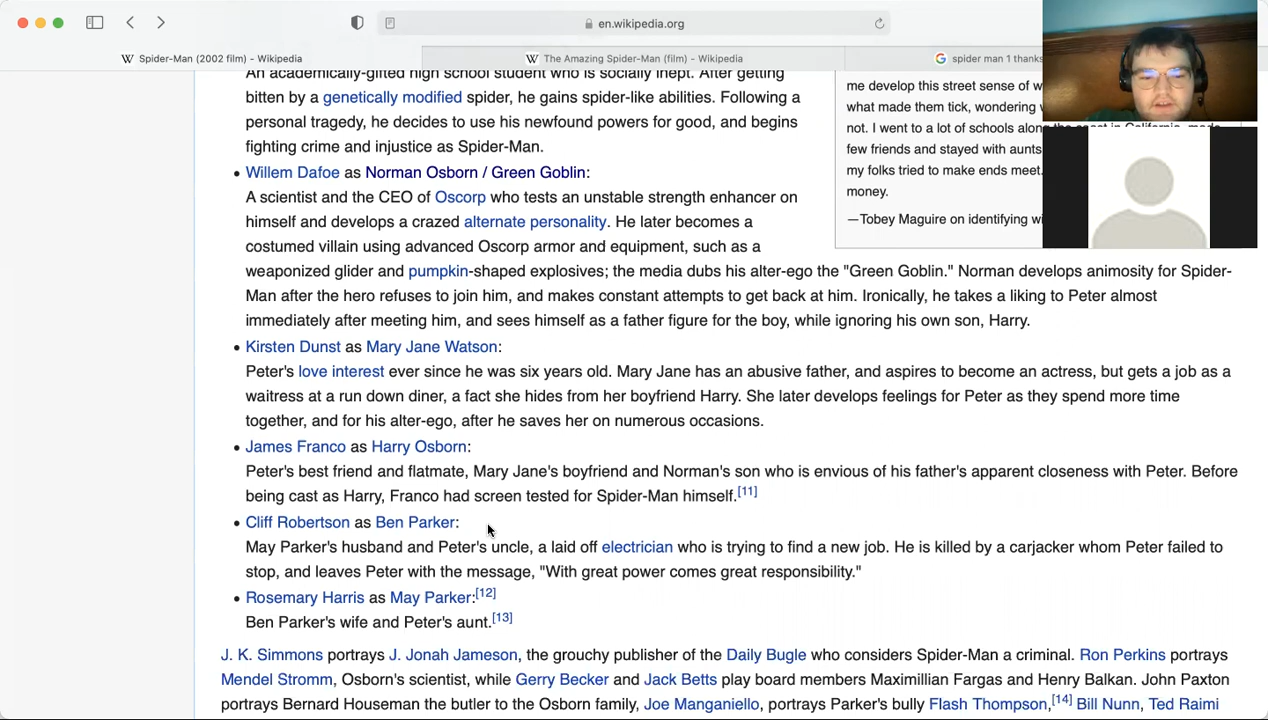 en.wikipedia.org
Spider-Man (2002 film) - Wikipedia
The Amazing Spider-Man (film) - Wikipedia
spider man 1 thanks
An academically-gifted high school student who is socially inept. After getting
bitten by a genetically modified spider, he gains spider-like abilities. Following a
personal tragedy, he decides to use his newfound powers for good, and begins
fighting crime and injustice as Spider-Man.
me develop this street sense of w
what made them tick, wondering
not. I went to a lot of schools along the coast in California, made
few friends and stayed with aunts
my folks tried to make ends meet.
money.
—Tobey Maguire on identifying wi
• Willem Dafoe as Norman Osborn / Green Goblin:
A scientist and the CEO of Oscorp who tests an unstable strength enhancer on
himself and develops a crazed alternate personality. He later becomes a
costumed villain using advanced Oscorp armor and equipment, such as a
weaponized glider and pumpkin-shaped explosives; the media dubs his alter-ego the "Green Goblin." Norman develops animosity for Spider-
Man after the hero refuses to join him, and makes constant attempts to get back at him. Ironically, he takes a liking to Peter almost
immediately after meeting him, and sees himself as a father figure for the boy, while ignoring his own son, Harry.
• Kirsten Dunst as Mary Jane Watson:
Peter's love interest ever since he was six years old. Mary Jane has an abusive father, and aspires to become an actress, but gets a job as a
waitress at a run down diner, a fact she hides from her boyfriend Harry. She later develops feelings for Peter as they spend more time
together, and for his alter-ego, after he saves her on numerous occasions.
• James Franco as Harry Osborn:
Peter's best friend and flatmate, Mary Jane's boyfriend and Norman's son who is envious of his father's apparent closeness with Peter. Before
being cast as Harry, Franco had screen tested for Spider-Man himself.[11]
• Cliff Robertson as Ben Parker:
May Parker's husband and Peter's uncle, a laid off electrician who is trying to find a new job. He is killed by a carjacker whom Peter failed to
stop, and leaves Peter with the message, "With great power comes great responsibility."
• Rosemary Harris as May Parker:[12]
Ben Parker's wife and Peter's aunt.[13]
J. K. Simmons portrays J. Jonah Jameson, the grouchy publisher of the Daily Bugle who considers Spider-Man a criminal. Ron Perkins portrays
Mendel Stromm, Osborn's scientist, while Gerry Becker and Jack Betts play board members Maximillian Fargas and Henry Balkan. John Paxton
portrays Bernard Houseman the butler to the Osborn family, Joe Manganiello, portrays Parker's bully Flash Thompson,[14] Bill Nunn, Ted Raimi